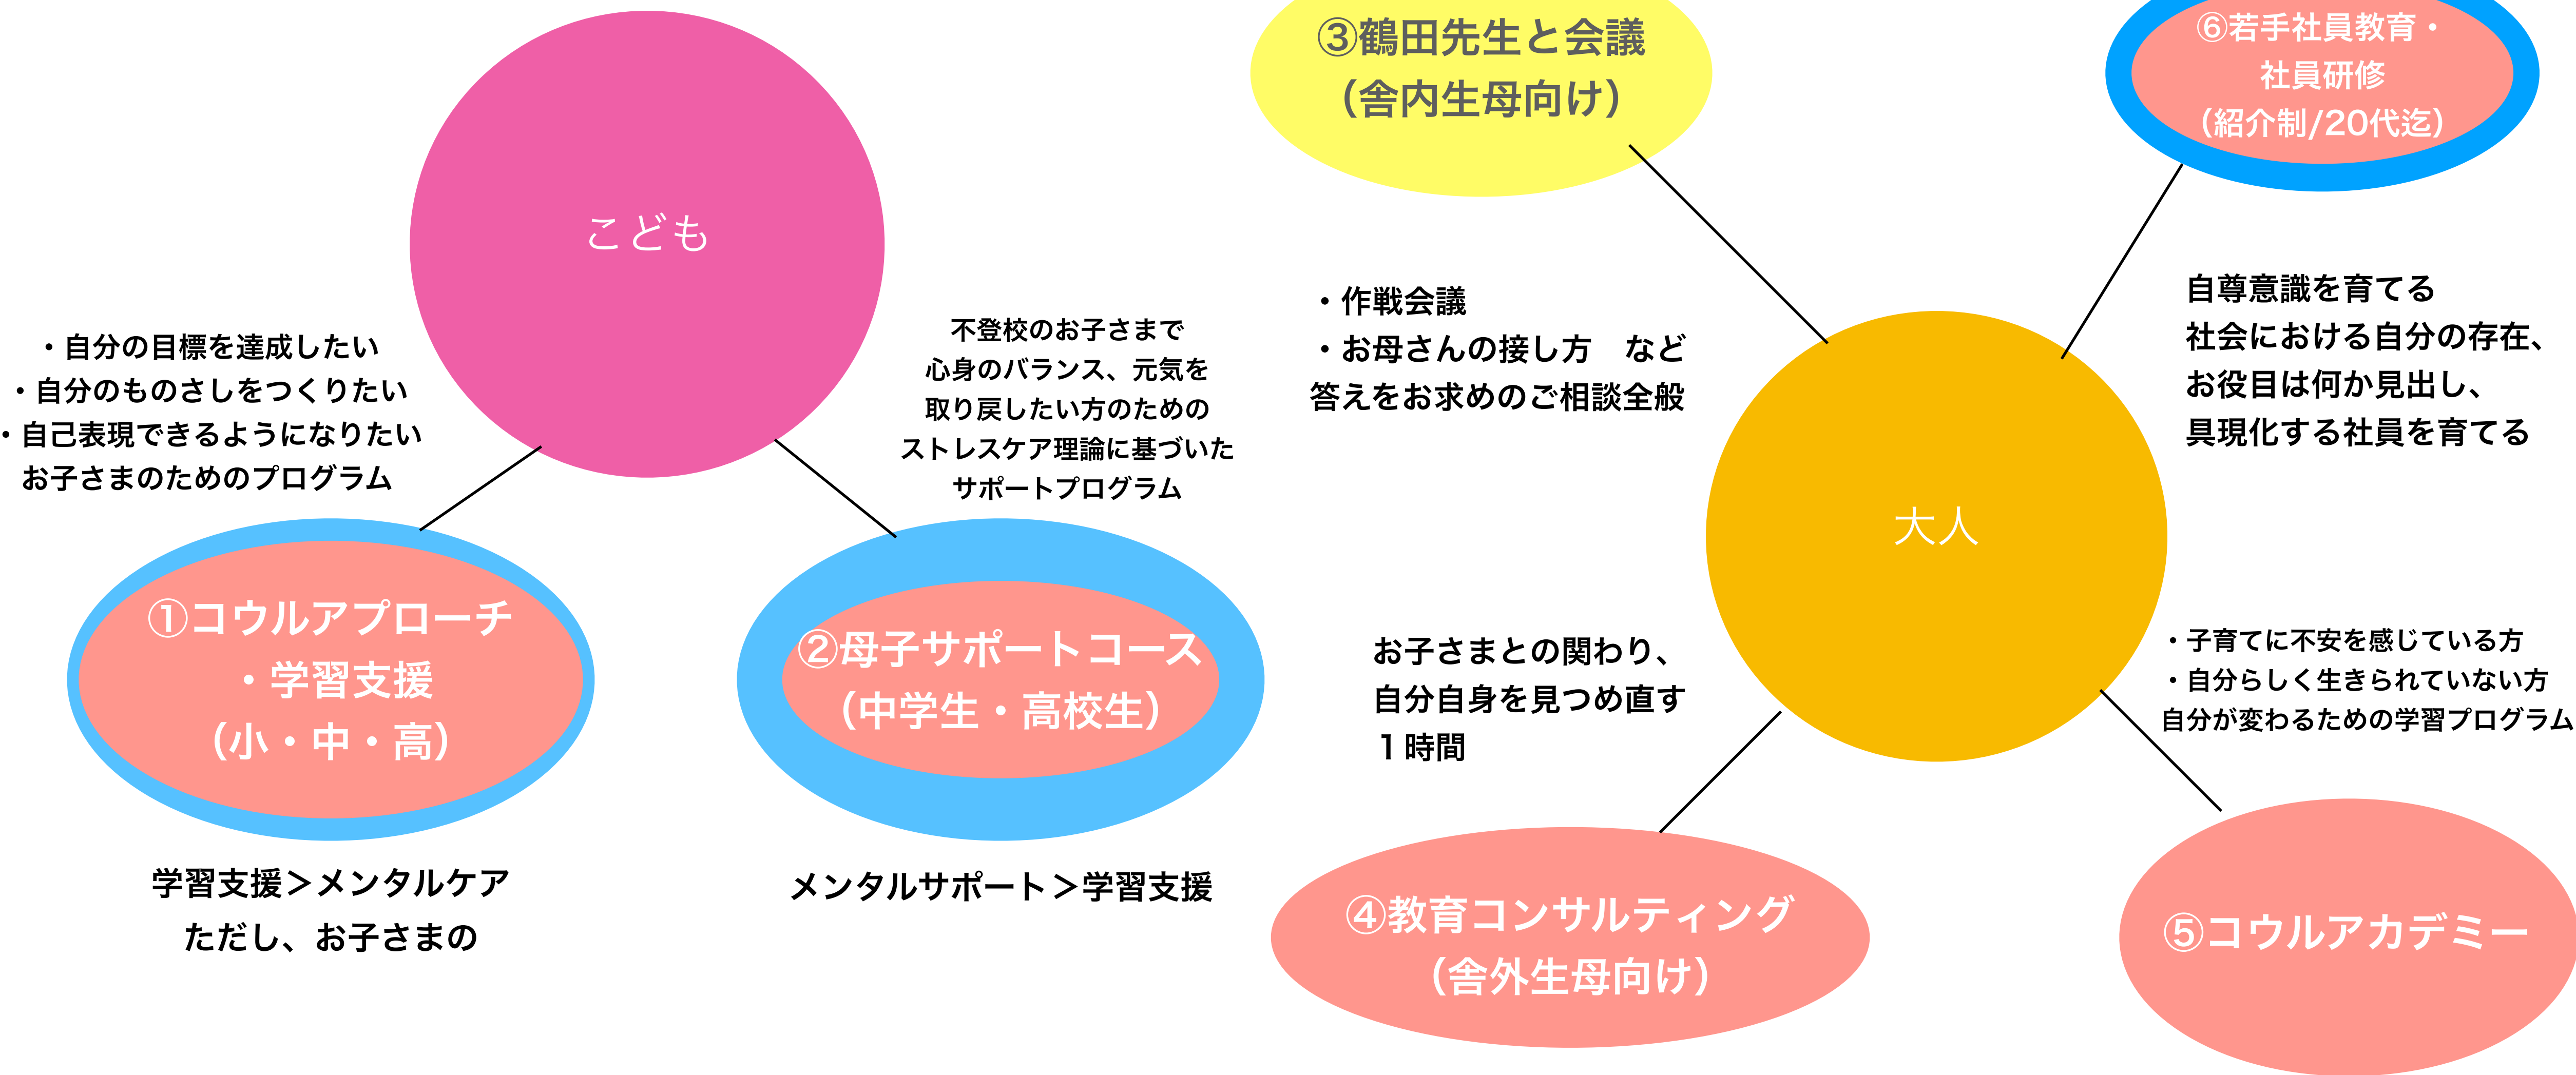 こども
・自分の目標を達成したい
・自分のものさしをつくりたい
・自己表現できるようになりたい
お子さまのためのプログラム
不登校のお子さまで
心身のバランス、元気を
取り戻したい方のための
ストレスケア理論に基づいた
サポートプログラム
①コウルアプローチ
・学習支援
（小・中・高）
学習支援＞メンタルケア
ただし、お子さまの
②母子サポートコース
（中学生・高校生）
メンタルサポート＞学習支援
③鶴田先生と会議
（舎内生母向け）
・作戦会議
・お母さんの接し方　など
答えをお求めのご相談全般
⑥若手社員教育・
社員研修
（紹介制/20代迄）
自尊意識を育てる
社会における自分の存在、
お役目は何か見出し、
具現化する社員を育てる
大人
お子さまとの関わり、
自分自身を見つめ直す
１時間
④教育コンサルティング
（舎外生母向け）
・子育てに不安を感じている方
・自分らしく生きられていない方
自分が変わるための学習プログラム
⑤コウルアカデミー